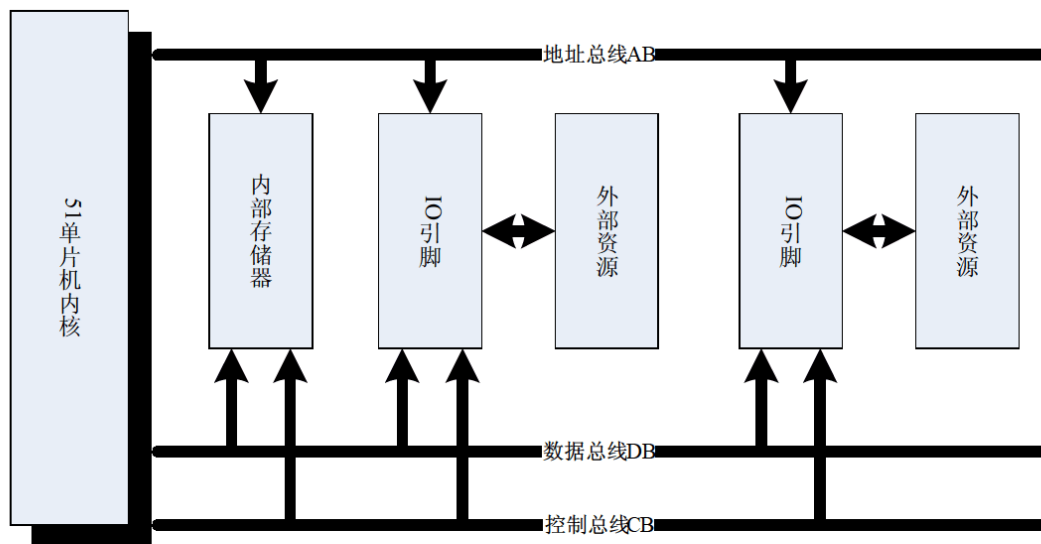 地址总线AB
51单片机内核
内部存储器
IO引脚
外部资源
IO引脚
外部资源
数据总线DB
控制总线CB